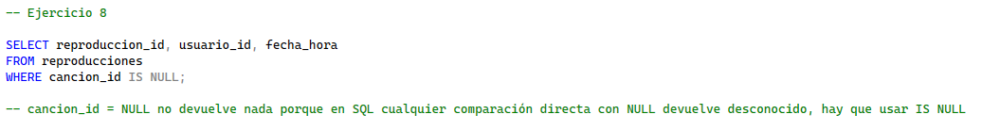 -- Ejercicio 8
SELECT reproduccion_id, usuario_id, fecha_hora
FROM reproducciones
WHERE cancion_id IS NULL;
-- cancion_id = NULL no devuelve nada porque en SQL cualquier comparación directa con NULL devuelve desconocido, hay que usar IS NULL